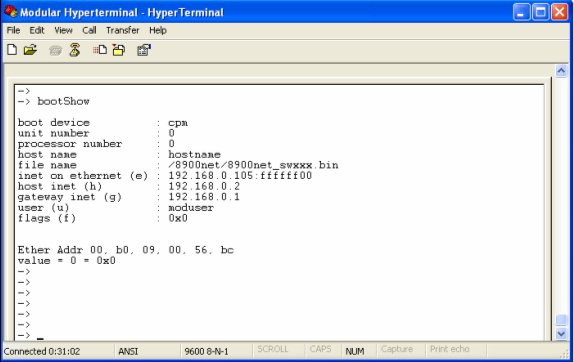 Modular Hyperterminal - HyperTerminal
File Edit View Call Transfer Help
->
-> bootShow
boot device : cpm
unit number : 0
processor number : 0
host name : hostname
file name : /8900net/8900net_swxxx.bin
inet on ethernet (e) : 192.168.0.105:ffffff00
host inet (h) : 192.168.0.2
gateway inet (g) : 192.168.0.1
user (u) : moduser
flags (f) : 0x0
Ether Addr 00, b0, 09, 00, 56, bc
value = 0 = 0x0
->
->
->
->
->
-> _
Connected 0:31:02 ANSI 9600 8-N-1 SCROLL CAPS NUM Capture Print echo